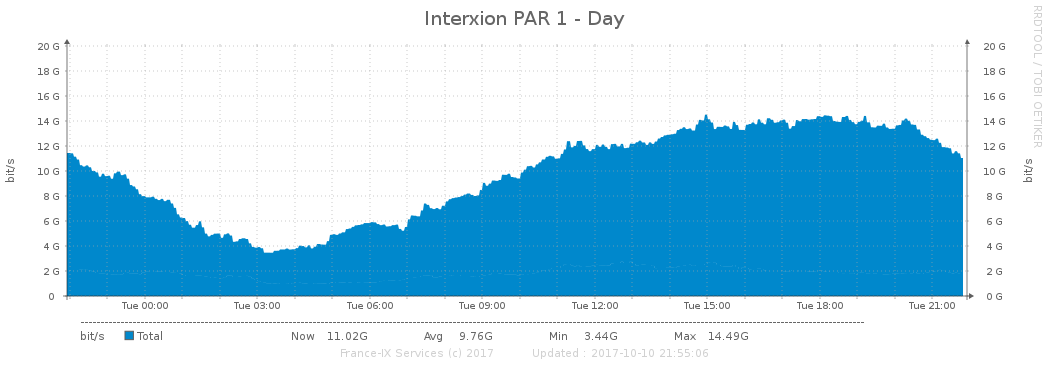 Interxion PAR 1 - Day
RRDTOOL / TOBI OETIKER
20 G 20 G
18 G 18 G
16 G 16 G
14 G 14 G
12 G 12 G
10 G 10 G
8 G 8 G
6 G 6 G
4 G 4 G
2 G 2 G
0 0 G
bit/s bit/s
Tue 00:00 Tue 03:00 Tue 06:00 Tue 09:00 Tue 12:00 Tue 15:00 Tue 18:00 Tue 21:00
bit/s Total Now 11.02G Avg 9.76G Min 3.44G Max 14.49G
France-IX Services (c) 2017 Updated : 2017-10-10 21:55:06